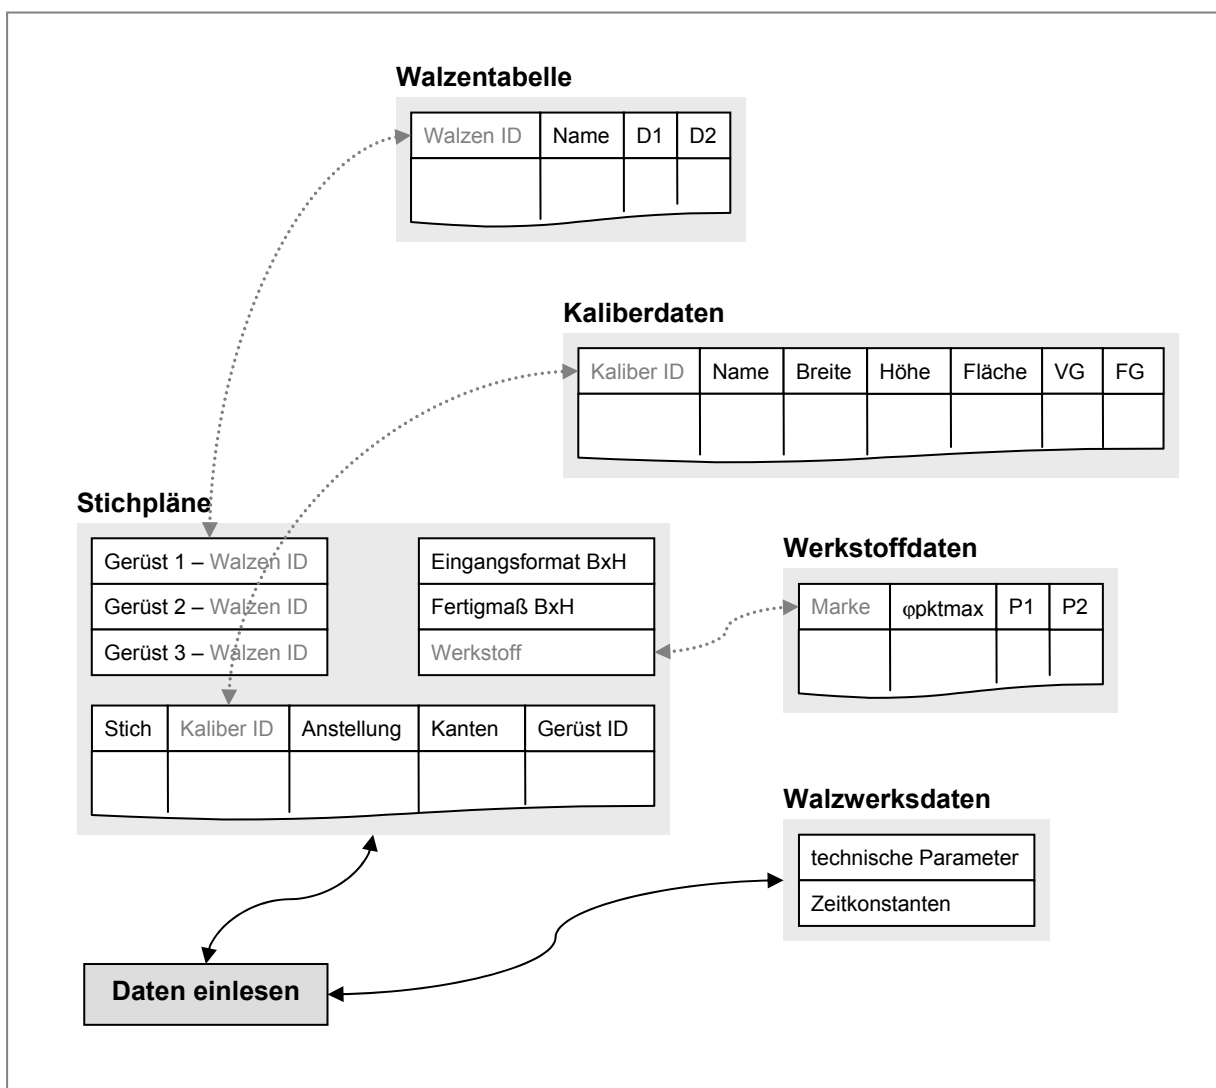 Walzentabelle
Walzen ID Name D1 D2
Kaliberdaten
Kaliber ID Name Breite Höhe Fläche VG FG
Stichpläne
Gerüst 1 – Walzen ID
Gerüst 2 – Walzen ID
Gerüst 3 – Walzen ID
Eingangsformat BxH
Fertigmaß BxH
Werkstoff
Werkstoffdaten
Marke φpktmax P1 P2
Stich Kaliber ID Anstellung Kanten Gerüst ID
Walzwerksdaten
technische Parameter
Zeitkonstanten
Daten einlesen